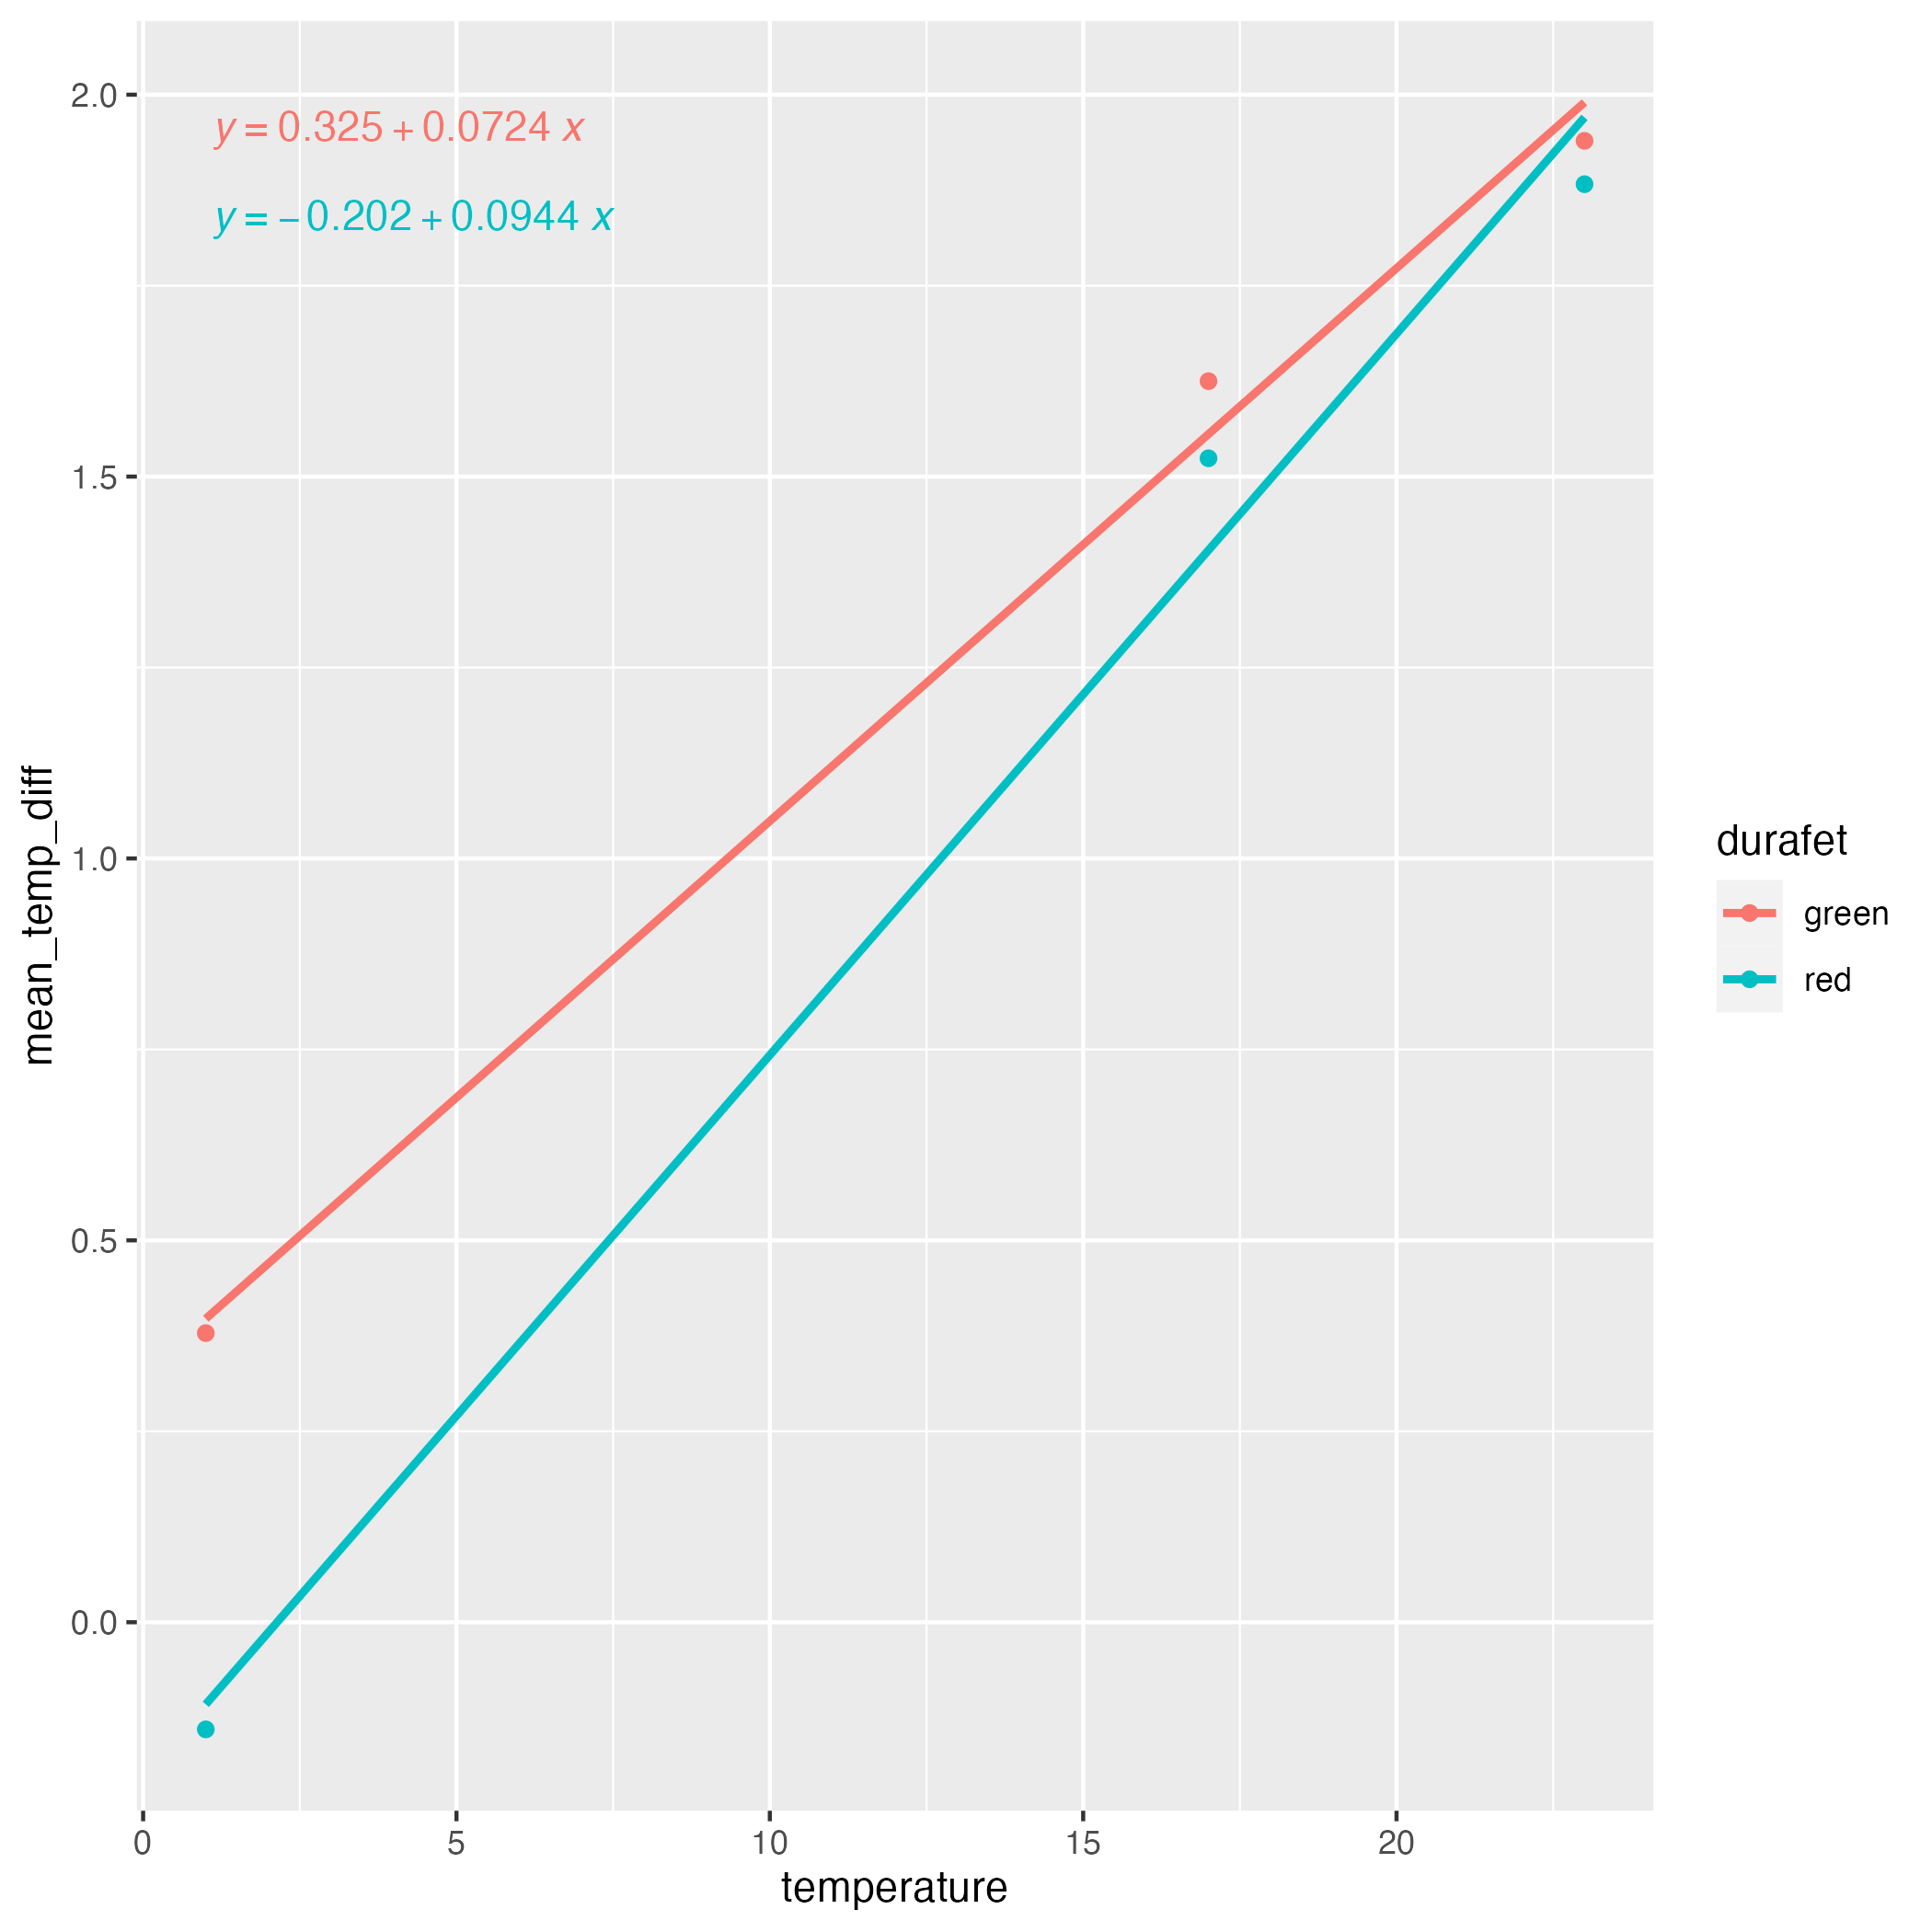 y = 0.325 + 0.0724 x
y = − 0.202 + 0.0944 x
2.0
1.5
1.0
0.5
0.0
mean_temp_diff
0 5 10 15 20
temperature
durafet
green
red